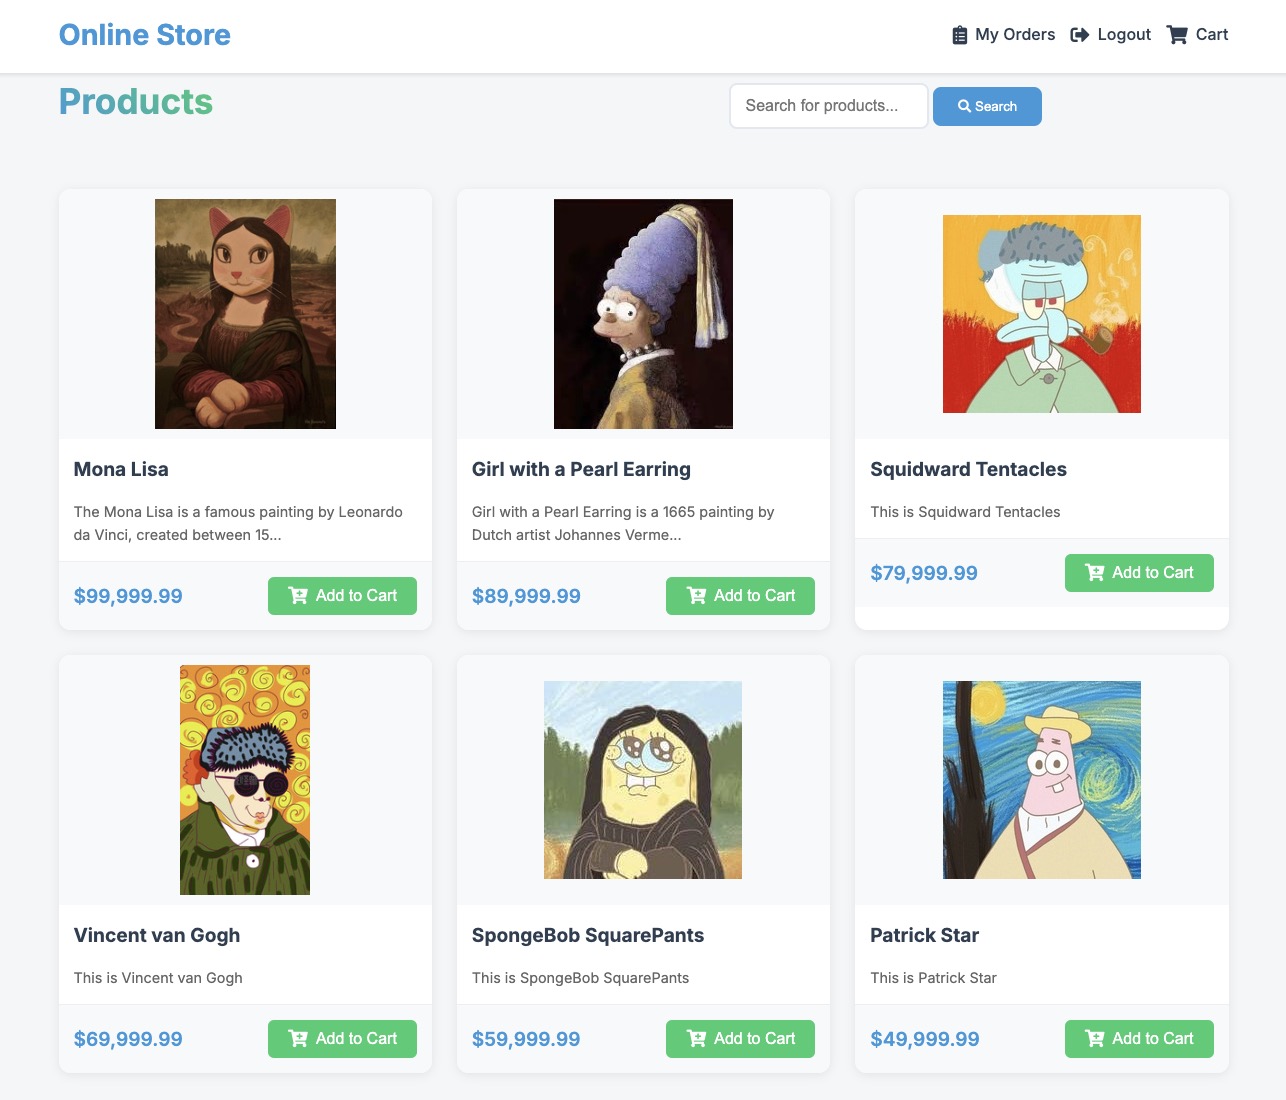 Online Store
My Orders Logout Cart
Products
Search for products...
Search
Mona Lisa
The Mona Lisa is a famous painting by Leonardo
da Vinci, created between 15...
$99,999.99
Add to Cart
Girl with a Pearl Earring
Girl with a Pearl Earring is a 1665 painting by
Dutch artist Johannes Verme...
$89,999.99
Add to Cart
Squidward Tentacles
This is Squidward Tentacles
$79,999.99
Add to Cart
Vincent van Gogh
This is Vincent van Gogh
$69,999.99
Add to Cart
SpongeBob SquarePants
This is SpongeBob SquarePants
$59,999.99
Add to Cart
Patrick Star
This is Patrick Star
$49,999.99
Add to Cart